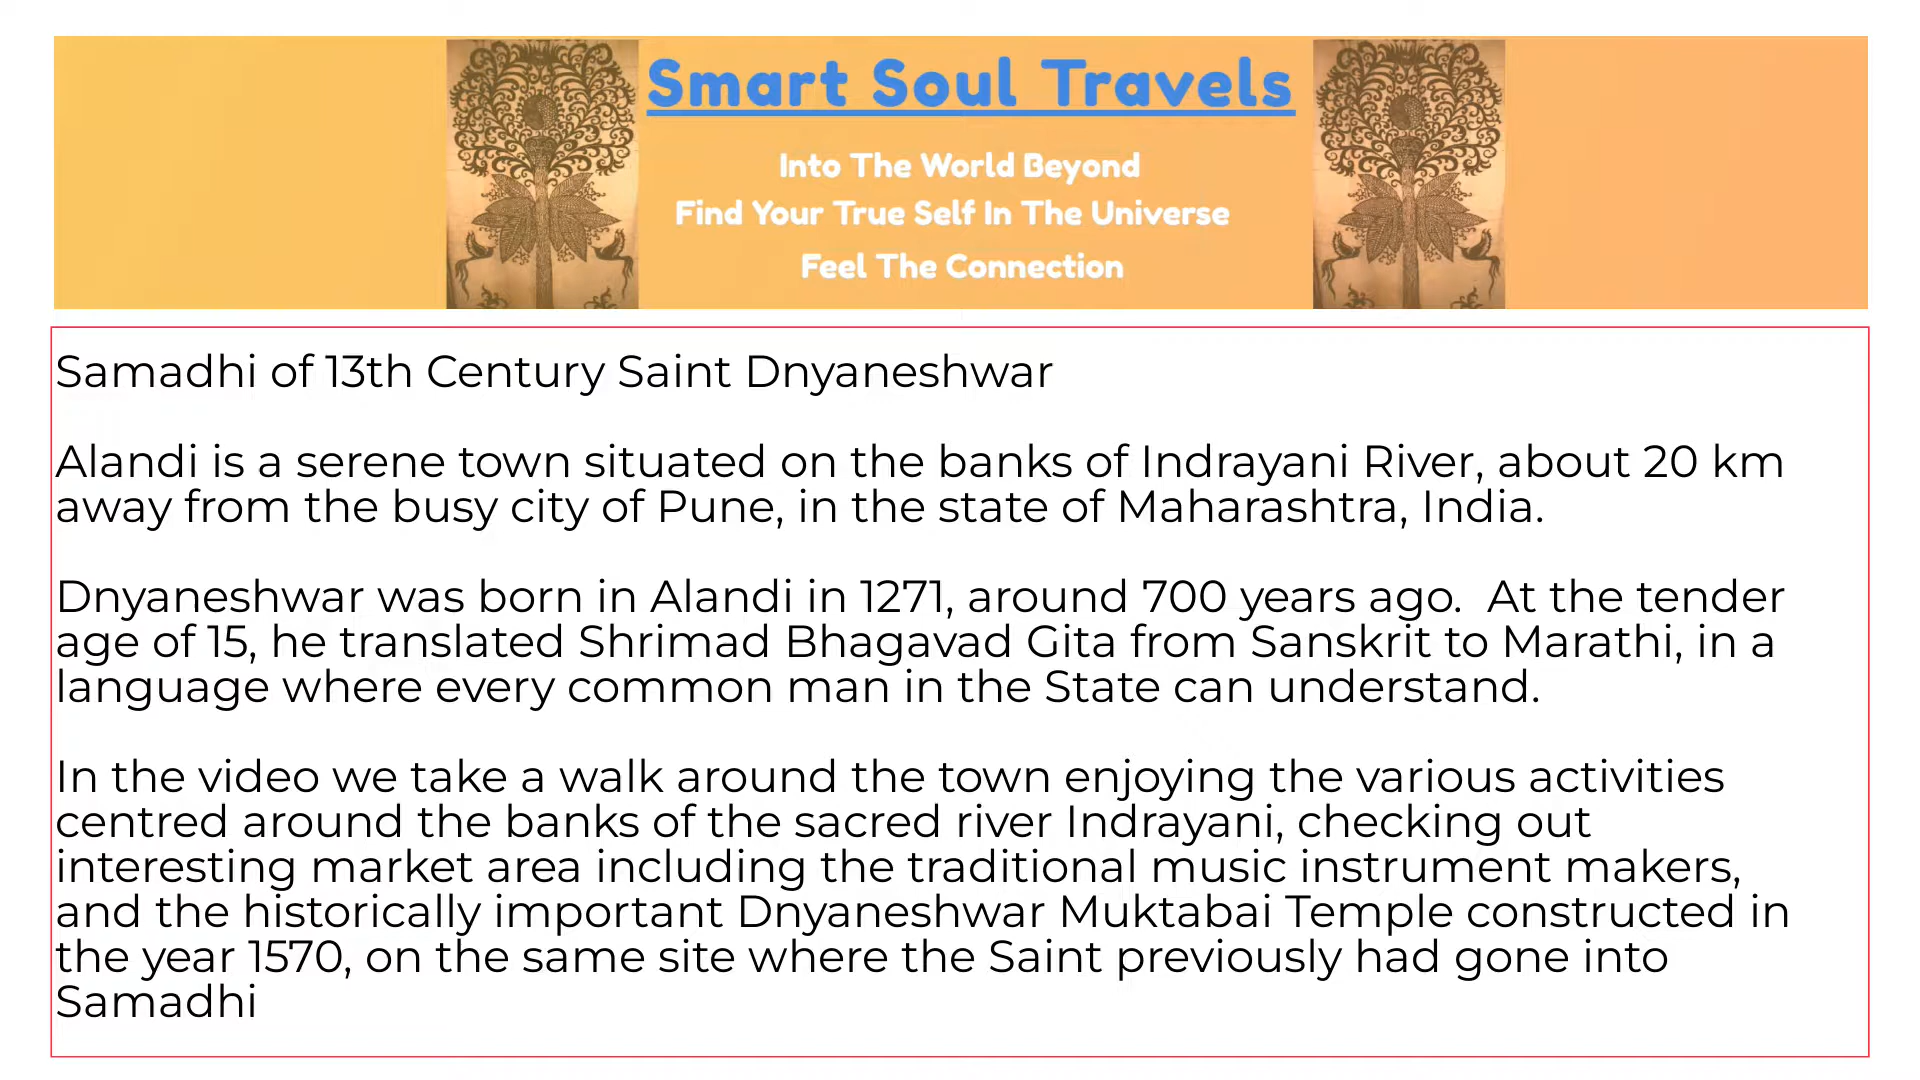 Smart Soul Travels
Into The World Beyond
Find Your True Self In The Universe
Feel The Connection
Samadhi of 13th Century Saint Dnyaneshwar
Alandi is a serene town situated on the banks of Indrayani River, about 20 km
away from the busy city of Pune, in the state of Maharashtra, India.
Dnyaneshwar was born in Alandi in 1271, around 700 years ago.  At the tender
age of 15, he translated Shrimad Bhagavad Gita from Sanskrit to Marathi, in a
language where every common man in the State can understand.
In the video we take a walk around the town enjoying the various activities
centred around the banks of the sacred river Indrayani, checking out
interesting market area including the traditional music instrument makers,
and the historically important Dnyaneshwar Muktabai Temple constructed in
the year 1570, on the same site where the Saint previously had gone into
Samadhi